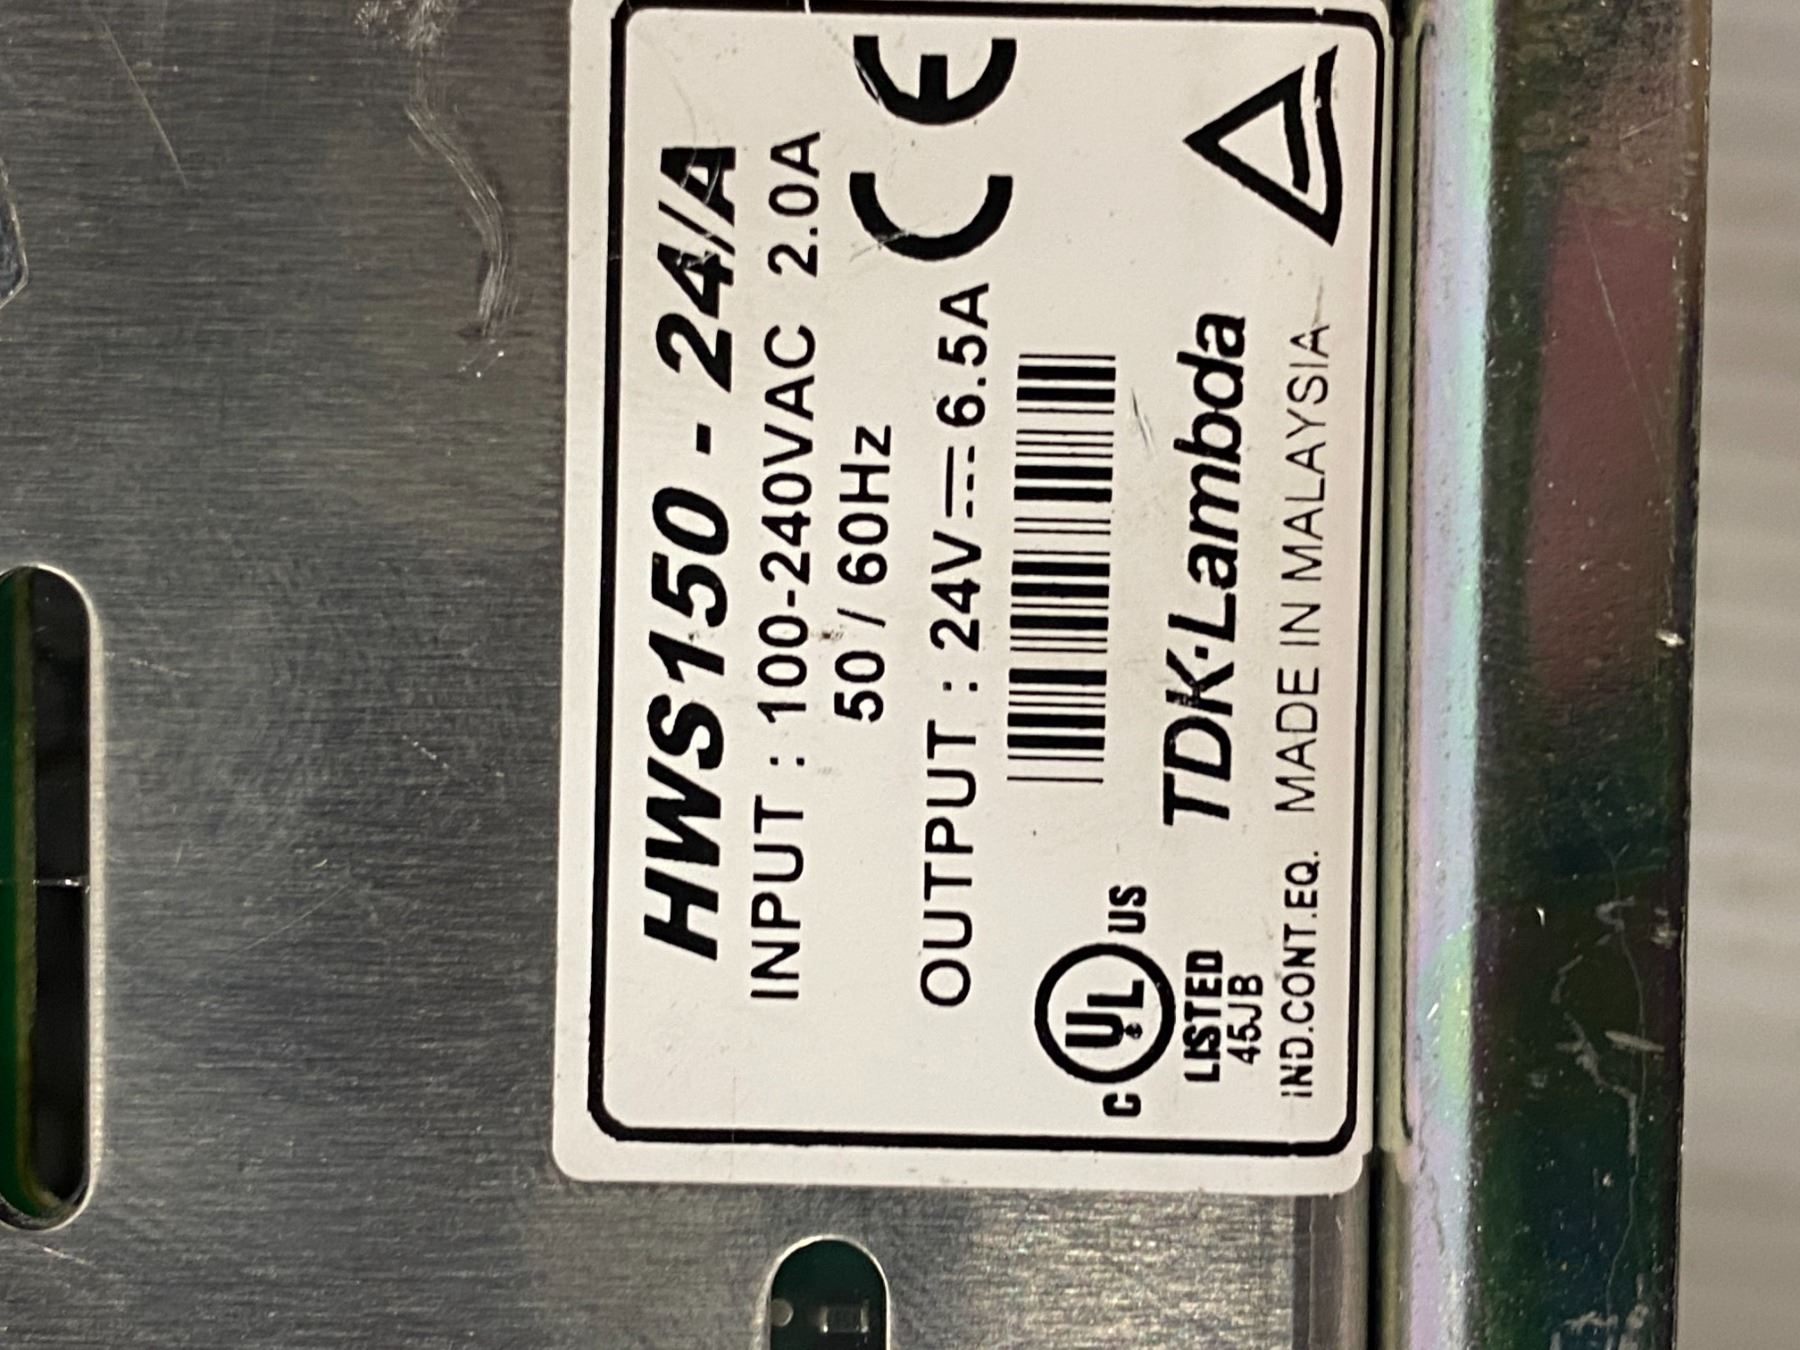 HWS150 - 24/A
INPUT : 100-240VAC 2.0A
50 / 60Hz
OUTPUT : 24V⎓6.5A
CE
C UL US
LISTED
45JB
IND.CONT.EQ.
TDK·Lambda
MADE IN MALAYSIA